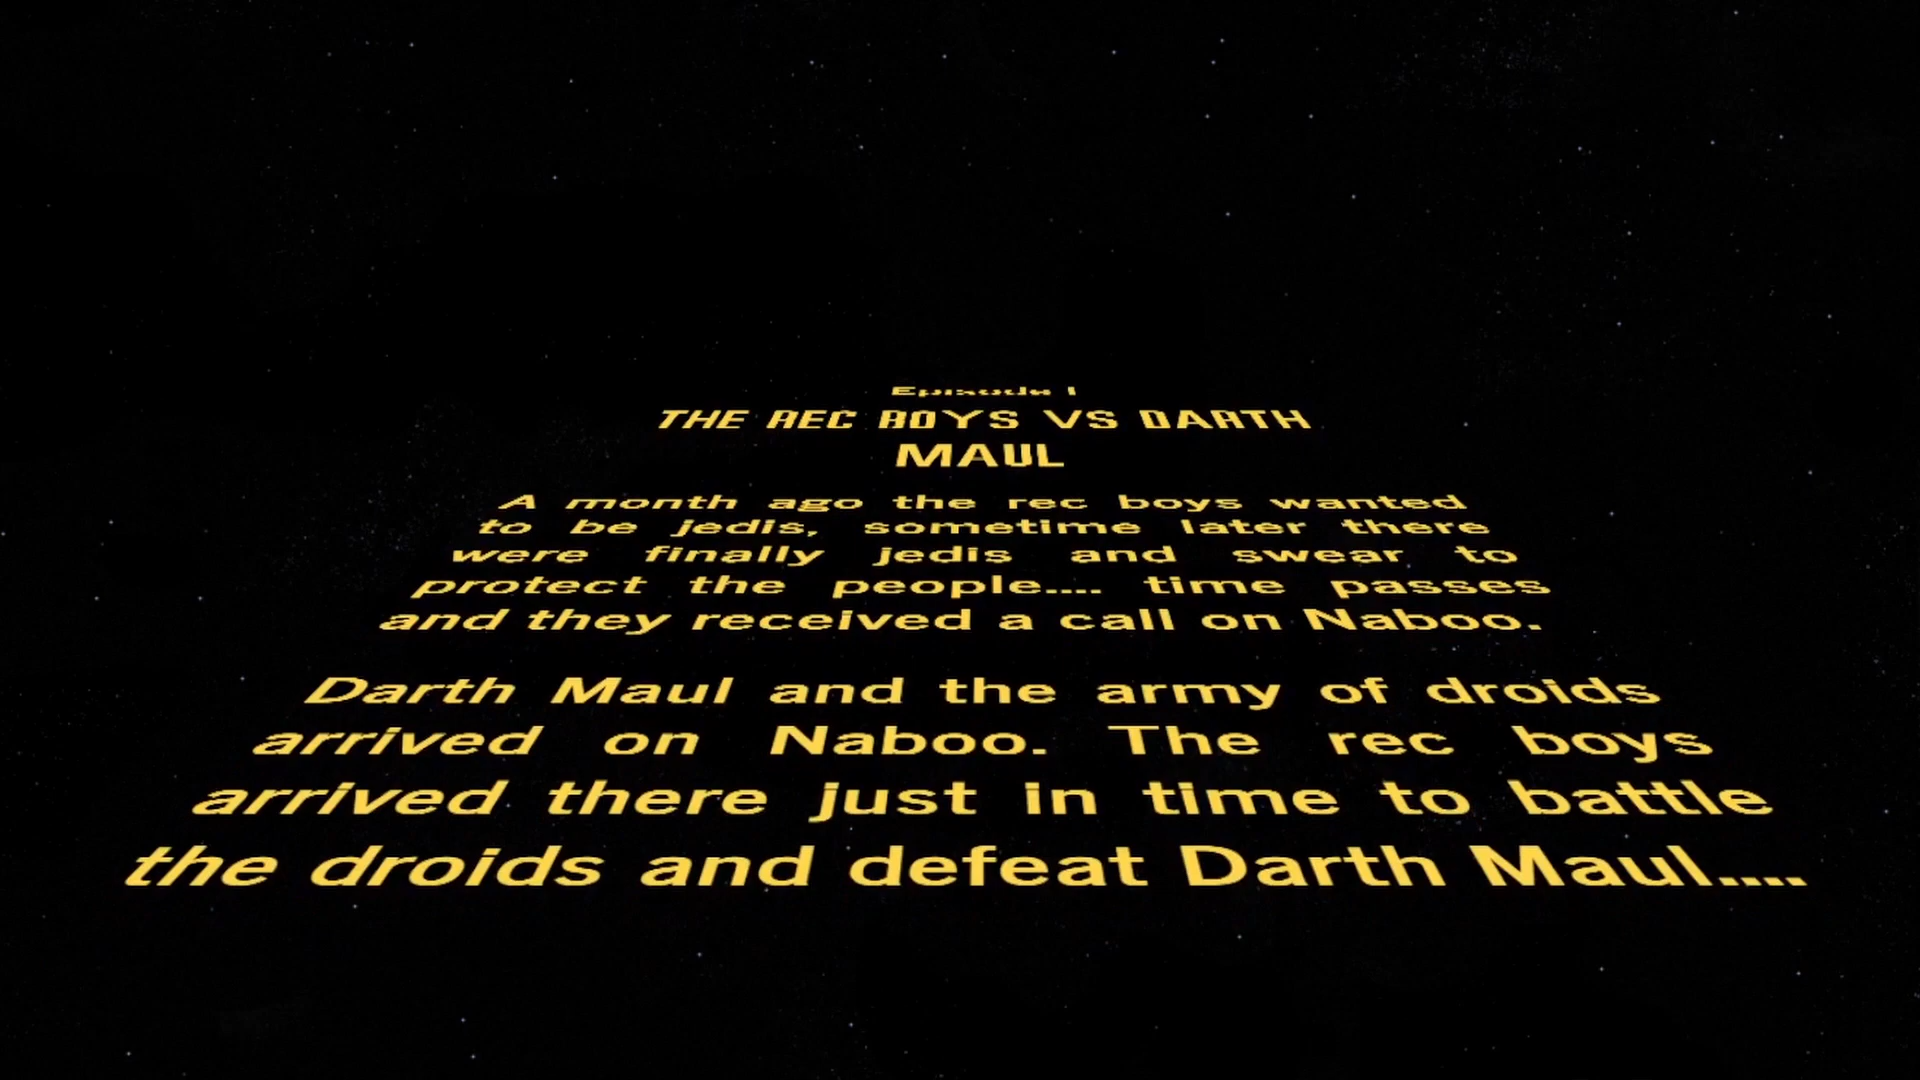 Episode I
THE REC BOYS VS DARTH
MAUL
A month ago the rec boys wanted
to be jedis, sometime later there
were finally jedis and swear to
protect the people.... time passes
and they received a call on Naboo.
Darth Maul and the army of droids
arrived on Naboo. The rec boys
arrived there just in time to battle
the droids and defeat Darth Maul....